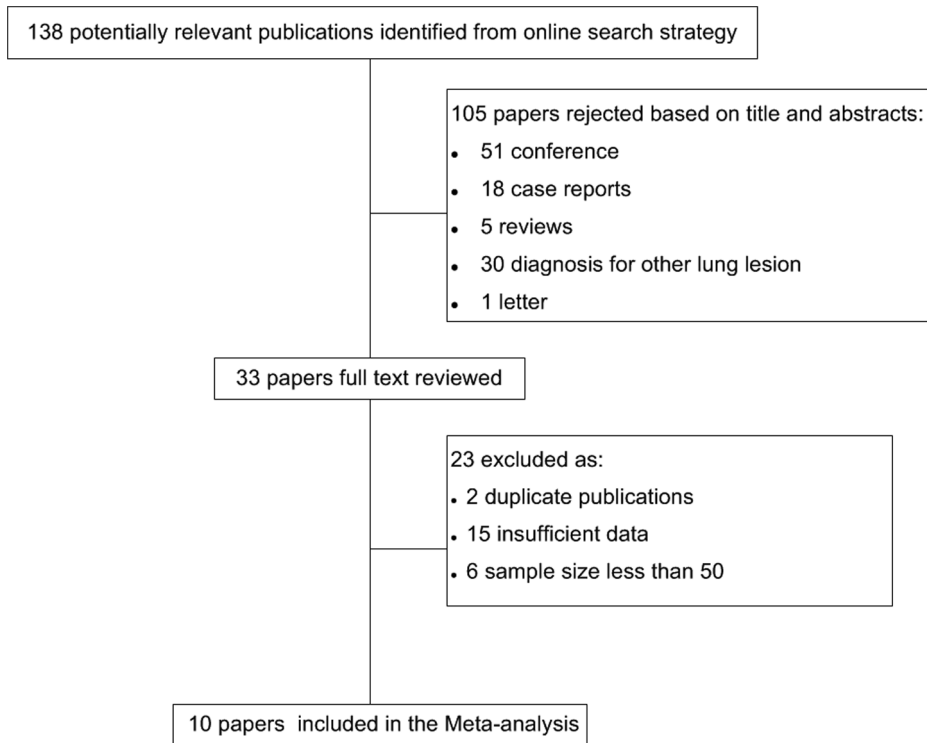 138 potentially relevant publications identified from online search strategy
105 papers rejected based on title and abstracts:
• 51 conference
• 18 case reports
• 5 reviews
• 30 diagnosis for other lung lesion
• 1 letter
33 papers full text reviewed
23 excluded as:
• 2 duplicate publications
• 15 insufficient data
• 6 sample size less than 50
10 papers  included in the Meta-analysis